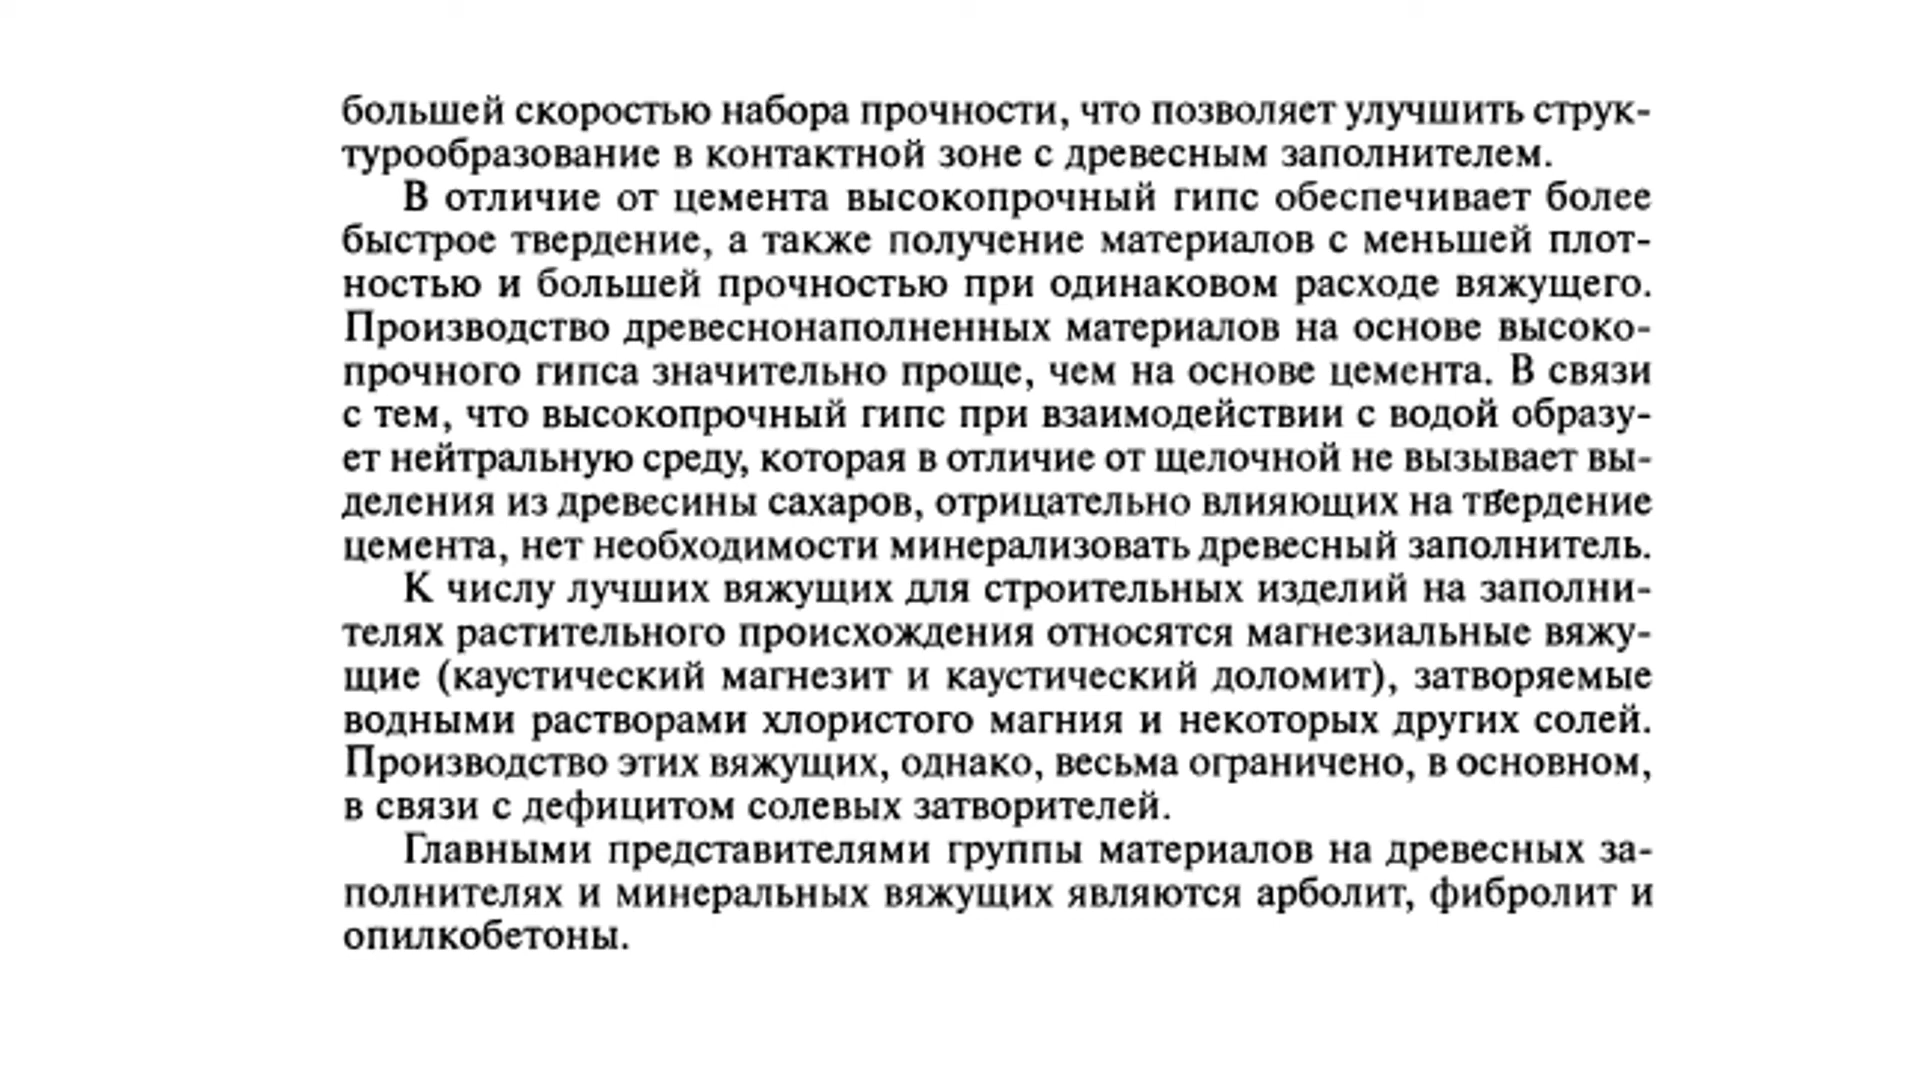 большей скоростью набора прочности, что позволяет улучшить струк-
турообразование в контактной зоне с древесным заполнителем.
В отличие от цемента высокопрочный гипс обеспечивает более
быстрое твердение, а также получение материалов с меньшей плот-
ностью и большей прочностью при одинаковом расходе вяжущего.
Производство древеснонаполненных материалов на основе высоко-
прочного гипса значительно проще, чем на основе цемента. В связи
с тем, что высокопрочный гипс при взаимодействии с водой образу-
ет нейтральную среду, которая в отличие от щелочной не вызывает вы-
деления из древесины сахаров, отрицательно влияющих на твердение
цемента, нет необходимости минерализовать древесный заполнитель.
К числу лучших вяжущих для строительных изделий на заполни-
телях растительного происхождения относятся магнезиальные вяжу-
щие (каустический магнезит и каустический доломит), затворяемые
водными растворами хлористого магния и некоторых других солей.
Производство этих вяжущих, однако, весьма ограничено, в основном,
в связи с дефицитом солевых затворителей.
Главными представителями группы материалов на древесных за-
полнителях и минеральных вяжущих являются арболит, фибролит и
опилкобетоны.